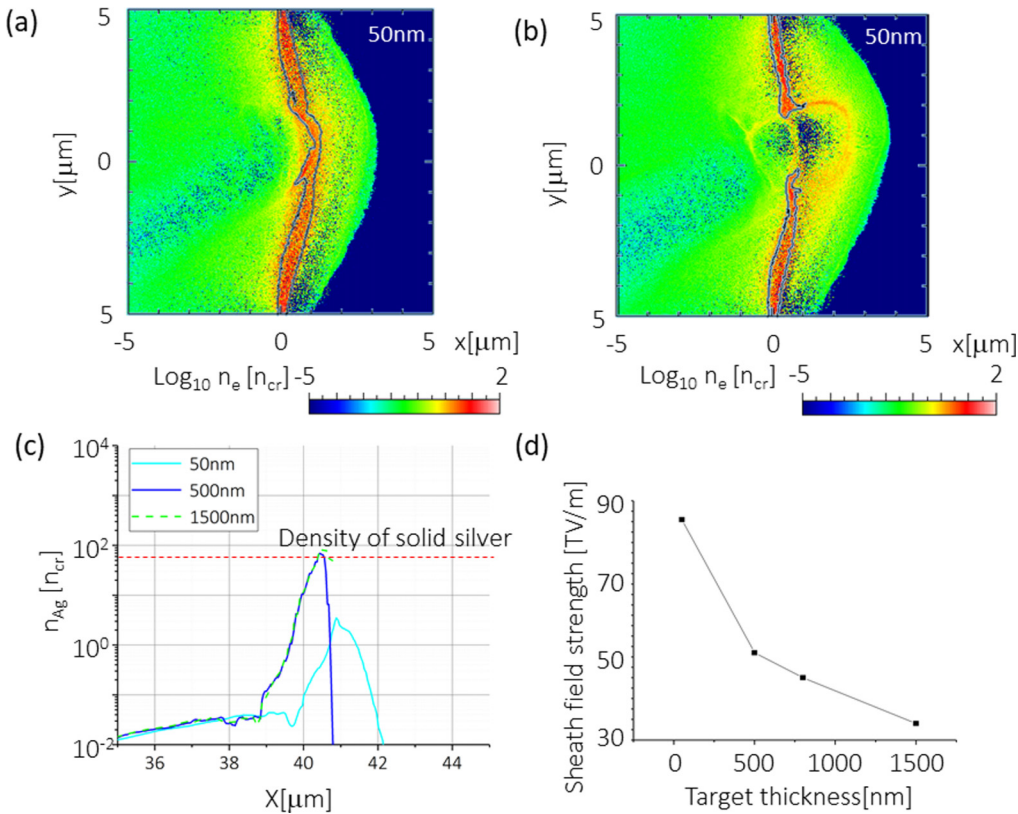 (a)
50nm
5
0
5
y[μm]
-5
0
5
x[μm]
Log10 ne [ncr]
-5
2
(b)
50nm
5
0
5
y[μm]
-5
0
5
x[μm]
Log10 ne [ncr]
-5
2
(c)
50nm
500nm
1500nm
Density of solid silver
10^4
10^2
10^0
10^-2
nAg [ncr]
36
38
40
42
44
X[μm]
(d)
90
70
50
30
Sheath field strength [TV/m]
0
500
1000
1500
Target thickness[nm]